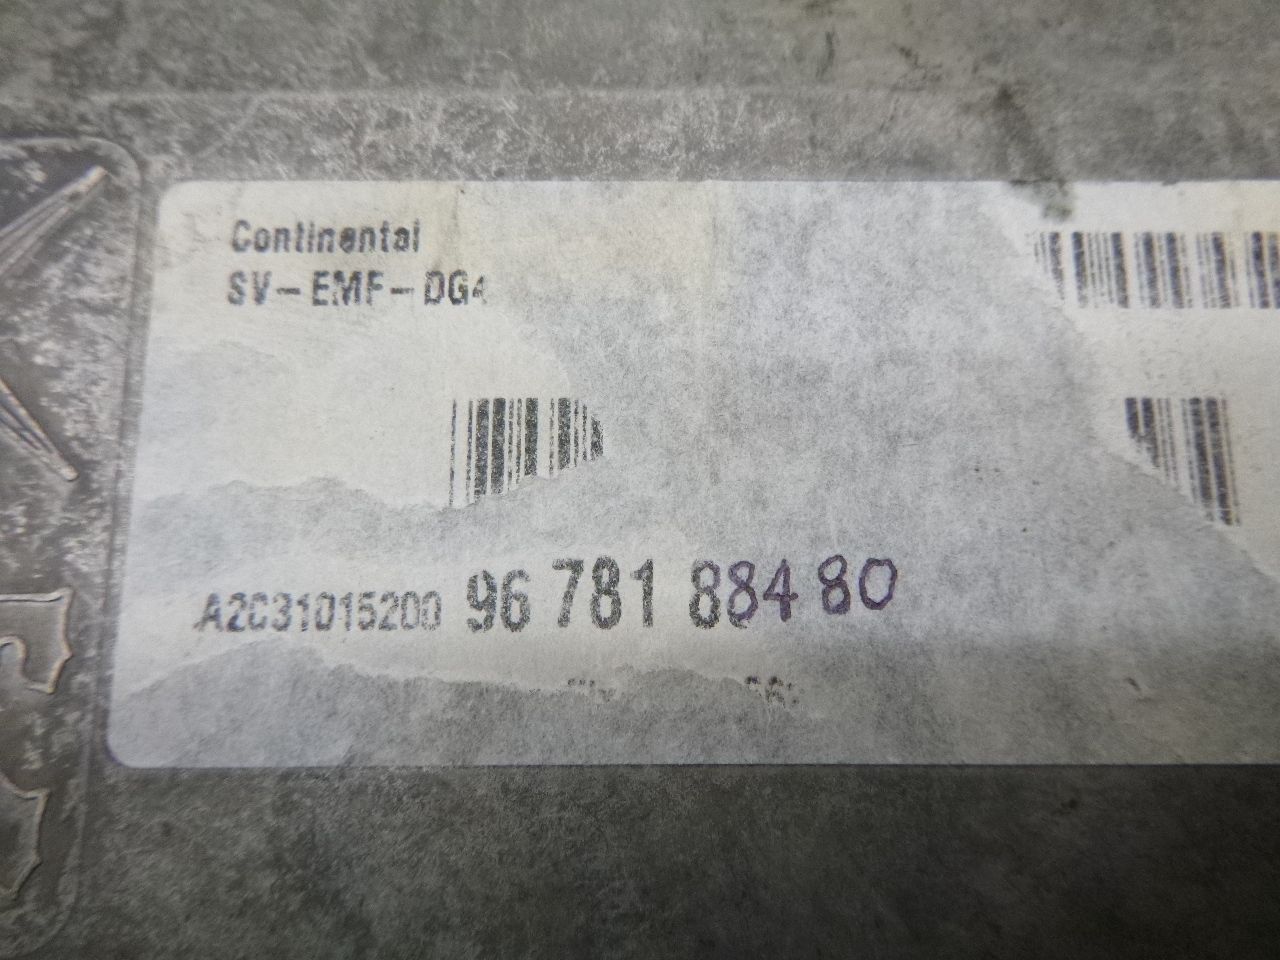 Continental
SV-EMF-DG4
A2C31015200 96 781 884 80